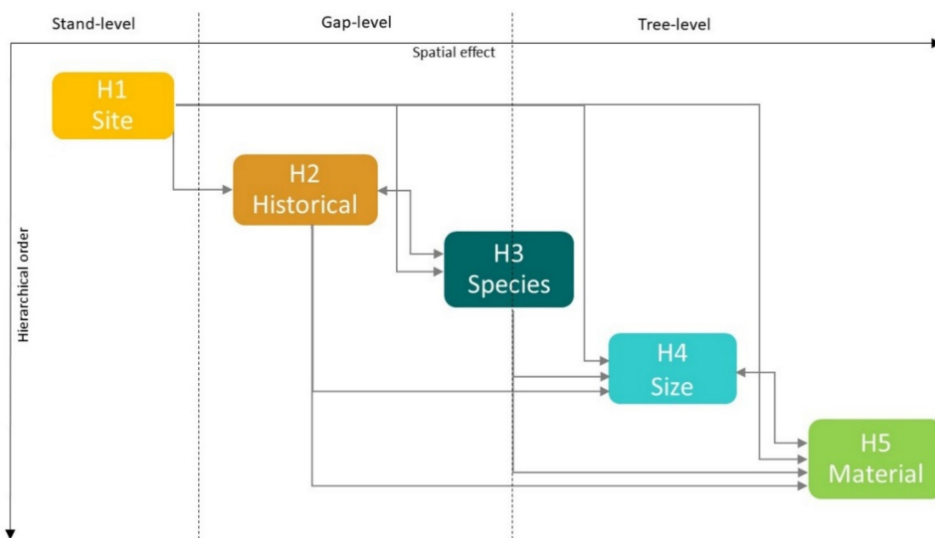 Stand-level
Gap-level
Tree-level
Spatial effect
H1
Site
H2
Historical
H3
Species
Hierarchical order
H4
Size
H5
Material